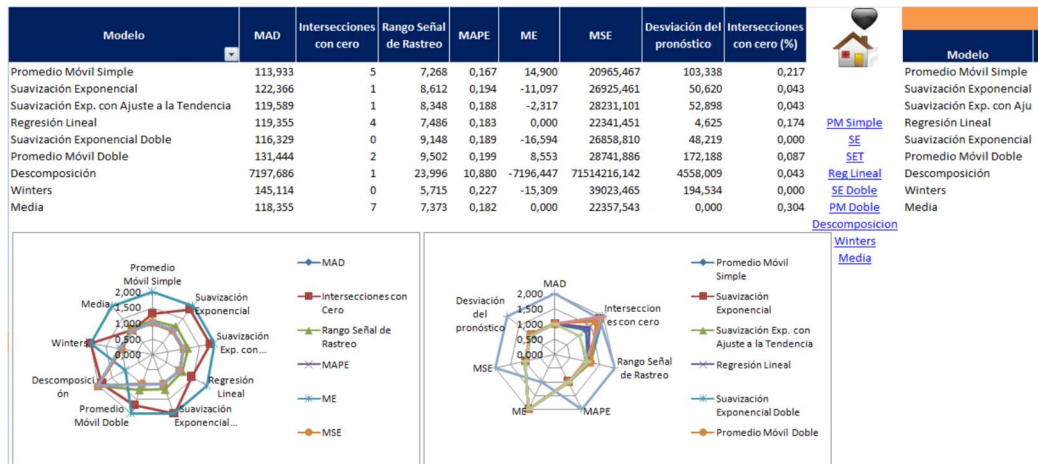 Modelo MAD Intersecciones con cero Rango Señal de Rastreo MAPE ME MSE Desviación del pronóstico Intersecciones con cero (%)
Promedio Móvil Simple 113,933 5 7,268 0,167 14,900 20965,467 103,338 0,217
Suavización Exponencial 122,366 1 8,612 0,194 -11,097 26925,461 50,620 0,043
Suavización Exp. con Ajuste a la Tendencia 119,589 1 8,348 0,188 -2,317 28231,101 52,898 0,043
Regresión Lineal 119,355 4 7,486 0,183 0,000 22341,451 4,625 0,174
Suavización Exponencial Doble 116,329 0 9,148 0,189 -16,594 26858,810 48,219 0,000
Promedio Móvil Doble 131,444 2 9,502 0,199 8,553 28741,886 172,188 0,087
Descomposición 7197,686 1 23,996 10,880 -7196,447 71514216,142 4558,009 0,043
Winters 145,114 0 5,715 0,227 -15,309 39023,465 194,534 0,000
Media 118,355 7 7,373 0,182 0,000 22357,543 0,000 0,304
PM Simple
SE
SET
Reg Lineal
SE Doble
PM Doble
Descomposicion
Winters
Media
Modelo
Promedio Móvil Simple
Suavización Exponencial
Suavización Exp. con Aju
Regresión Lineal
Suavización Exponencial
Promedio Móvil Doble
Descomposición
Winters
Media
Promedio
Móvil Simple
Suavización
Exponencial
Suavización
Exp. con...
Regresión
Lineal
Suavización
Exponencial...
Promedio
Móvil Doble
Descomposici
ón
Winters
Media
2,000
1,500
1,000
0,500
0,000
MAD
Intersecciones con
Cero
Rango Señal de
Rastreo
MAPE
ME
MSE
MAD
Interseccion
es con cero
Rango Señal
de Rastreo
MAPE
ME
MSE
Desviación
del
pronóstico
2,000
1,500
1,000
0,500
0,000
Promedio Móvil
Simple
Suavización
Exponencial
Suavización Exp. con
Ajuste a la Tendencia
Regresión Lineal
Suavización
Exponencial Doble
Promedio Móvil Doble